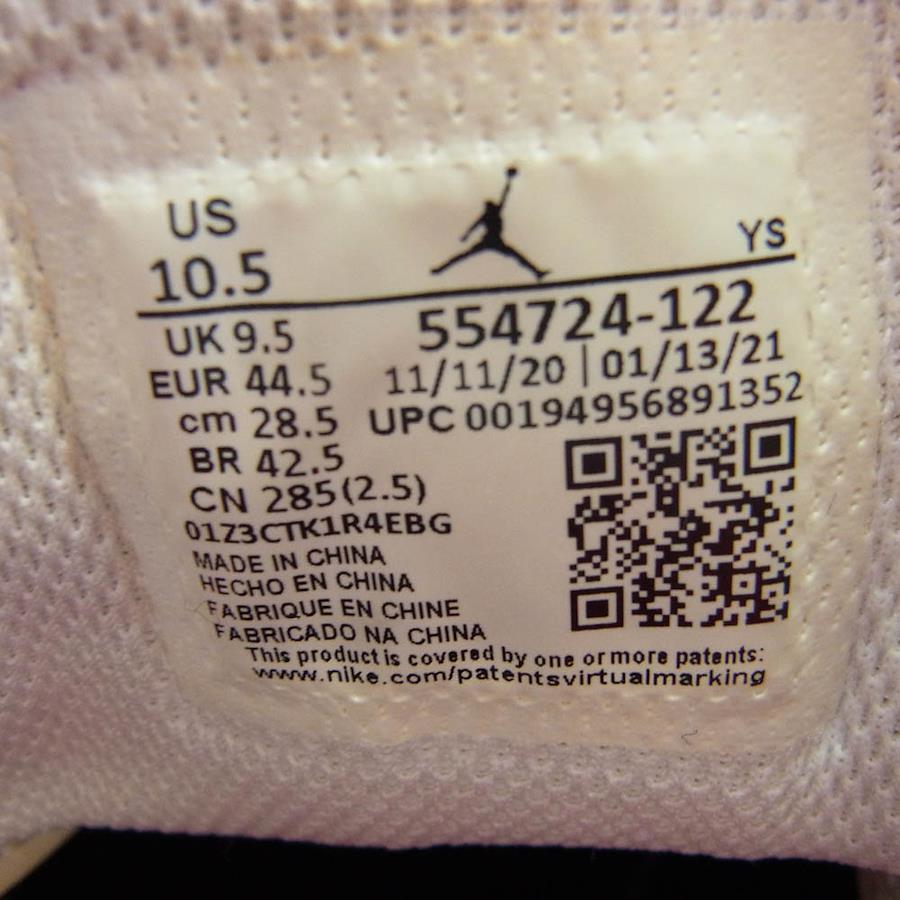 US
10.5
YS
UK 9.5
554724-122
EUR 44.5
11/11/20 | 01/13/21
cm 28.5
UPC 001949568913​52
BR 42.5
CN 285(2.5)
01Z3CTK1R4EBG
MADE IN CHINA
HECHO EN CHINA
FABRIQUE EN CHINE
FABRICADO NA CHINA
This product is covered by one or more patents:
www.nike.com/patentsvirtualmarking